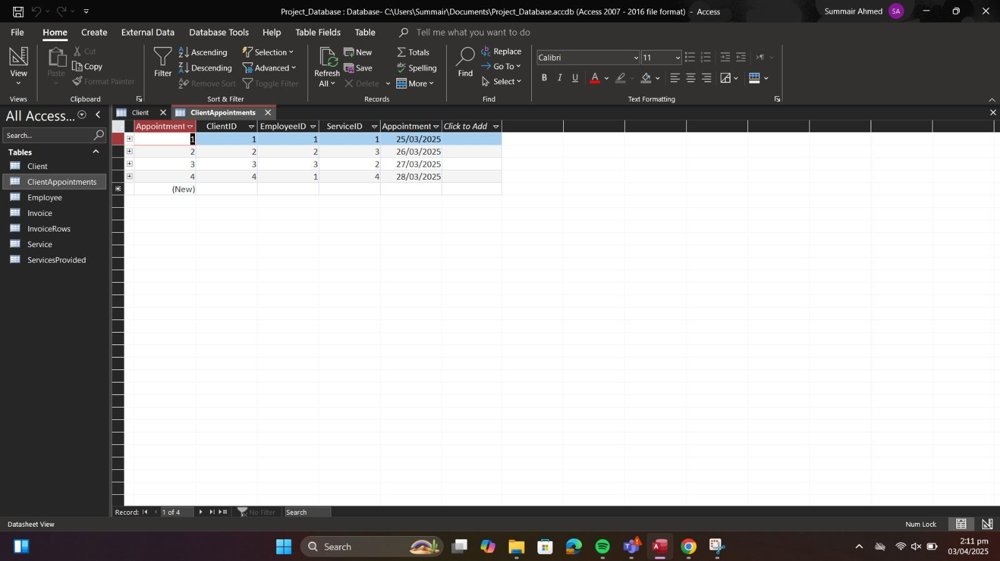 Project_Database : Database- C:\Users\Summair\Documents\Project_Database.accdb (Access 2007 - 2016 file format) - Access
Summair Ahmed
SA
File
Home
Create
External Data
Database Tools
Help
Table Fields
Table
Tell me what you want to do
View
Views
Paste
Cut
Copy
Format Painter
Clipboard
Filter
Ascending
Descending
Remove Sort
Selection
Advanced
Toggle Filter
Sort & Filter
Refresh
All
New
Save
Delete
Totals
Spelling
More
Records
Find
Replace
Go To
Select
Find
Calibri
11
B I U A
Text Formatting
All Access...
Search...
Tables
Client
ClientAppointments
Employee
Invoice
InvoiceRows
Service
ServicesProvided
Client
ClientAppointments
Appointment ClientID EmployeeID ServiceID Appointment Click to Add
1 1 1 1 25/03/2025
2 2 2 3 26/03/2025
3 3 3 2 27/03/2025
4 4 1 4 28/03/2025
(New)
Record: 1 of 4 No Filter Search
Datasheet View
Num Lock
Search
2:11 pm
03/04/2025